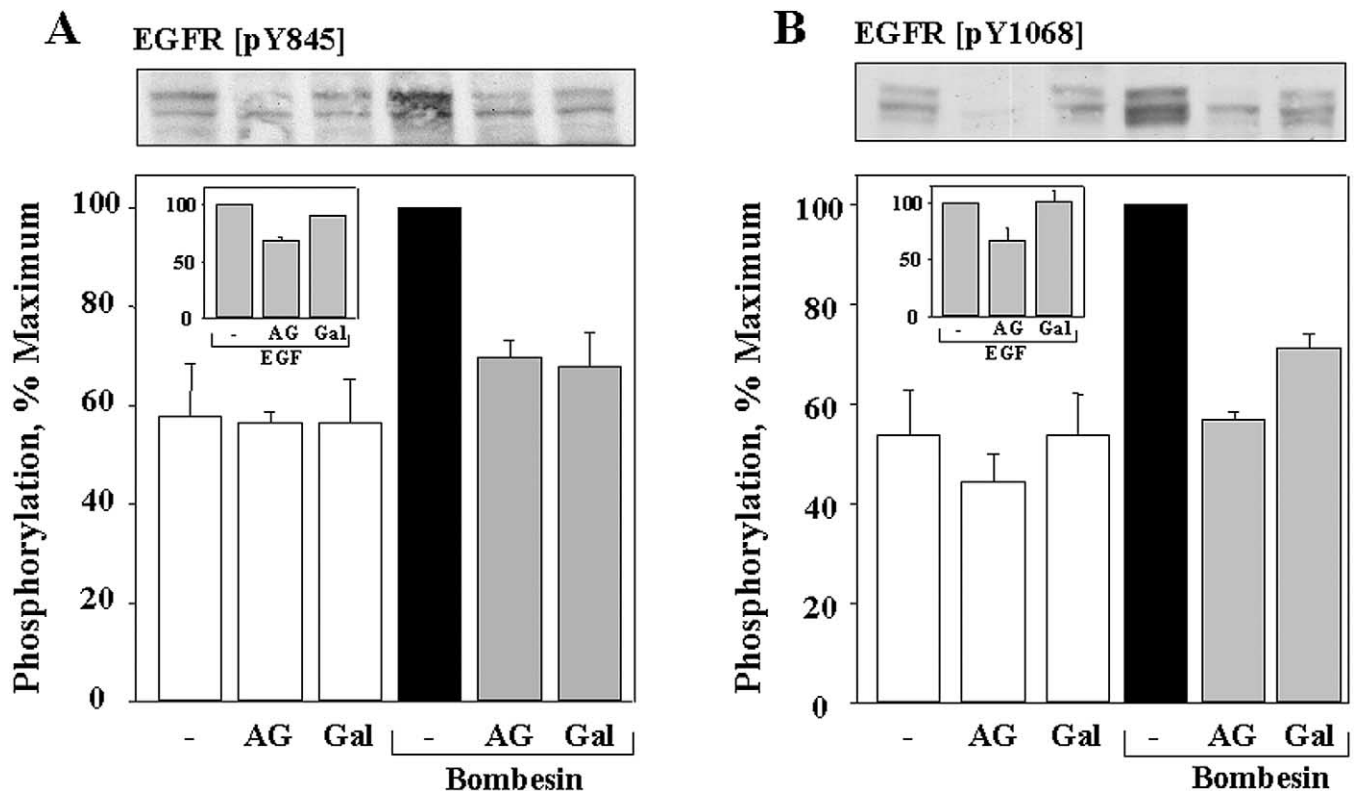 A
EGFR [pY845]
Phosphorylation, % Maximum
100
80
60
40
20
0
100
50
0
- AG Gal
EGF
- AG Gal - AG Gal
Bombesin
B
EGFR [pY1068]
Phosphorylation, % Maximum
100
80
60
40
20
0
100
50
0
- AG Gal
EGF
- AG Gal - AG Gal
Bombesin